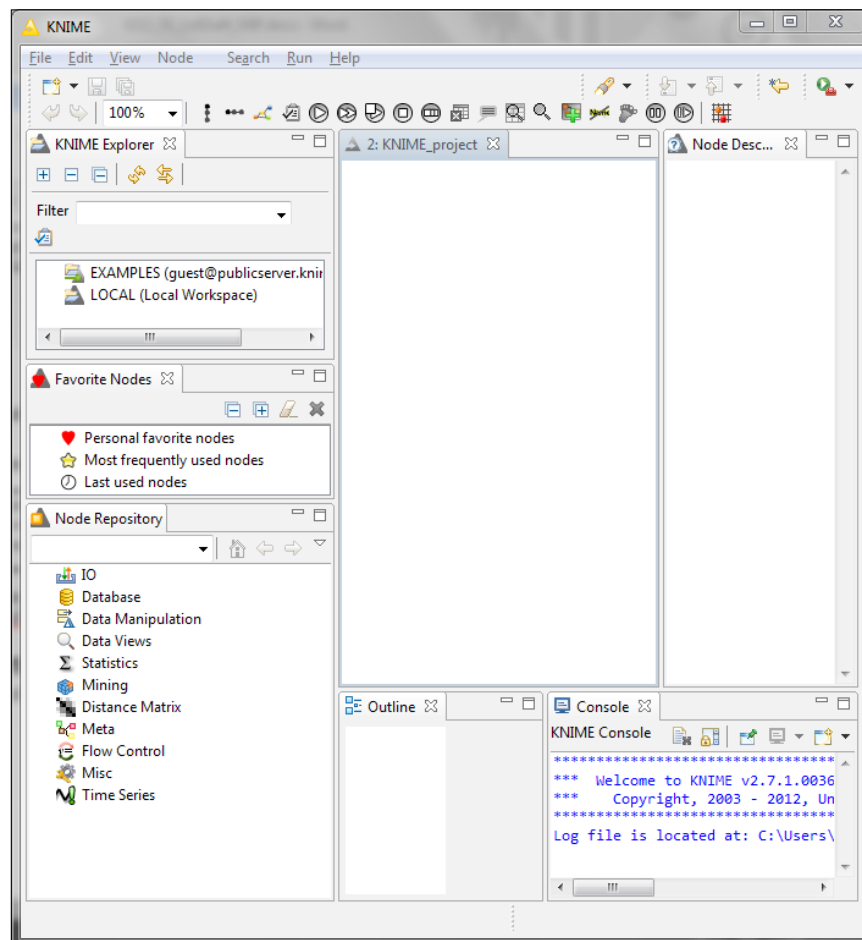 KNIME
File Edit View Node Search Run Help
100%
KNIME Explorer
2: KNIME_project
Node Desc...
Filter
EXAMPLES (guest@publicserver.knir
LOCAL (Local Workspace)
Favorite Nodes
Personal favorite nodes
Most frequently used nodes
Last used nodes
Node Repository
IO
Database
Data Manipulation
Data Views
Statistics
Mining
Distance Matrix
Meta
Flow Control
Misc
Time Series
Outline
Console
KNIME Console
**********************************
*** Welcome to KNIME v2.7.1.0036
*** Copyright, 2003 - 2012, Un
**********************************
Log file is located at: C:\Users\